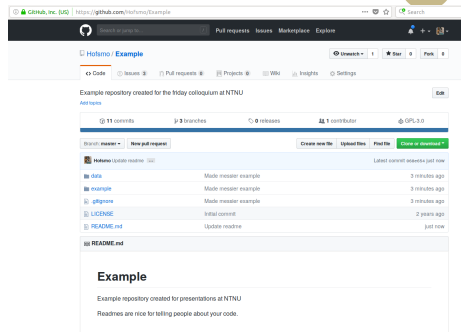 GitHub, Inc. (US) https://github.com/Hofsmo/Example Search
Search or jump to... Pull requests Issues Marketplace Explore
Hofsmo / Example Unwatch 1 Star 0 Fork 0
Code Issues 3 Pull requests 0 Projects 0 Wiki Insights Settings
Example repository created for the friday colloquium at NTNU Edit
Add topics
11 commits 3 branches 0 releases 1 contributor GPL-3.0
Branch: master New pull request Create new file Upload files Find file Clone or download
Hofsmo Update readme Latest commit just now
data Made messier example 3 minutes ago
example Made messier example 3 minutes ago
.gitignore Made messier example 3 minutes ago
LICENSE Initial commit 2 years ago
README.md Update readme just now
README.md
Example
Example repository created for presentations at NTNU
Readmes are nice for telling people about your code.